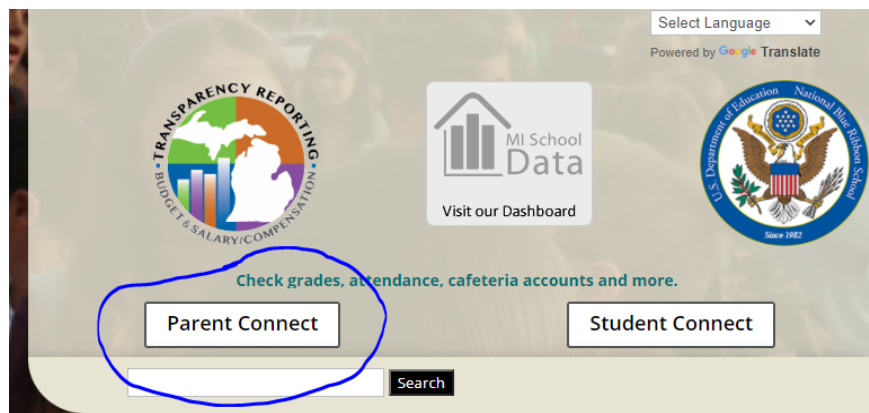 Select Language
Powered by Google Translate
TRANSPARENCY REPORTING
BUDGET & SALARY/COMPENSATION
MI School
Data
Visit our Dashboard
U.S. Department of Education National Blue Ribbon School
Since 1982
Check grades, attendance, cafeteria accounts and more.
Parent Connect
Student Connect
Search